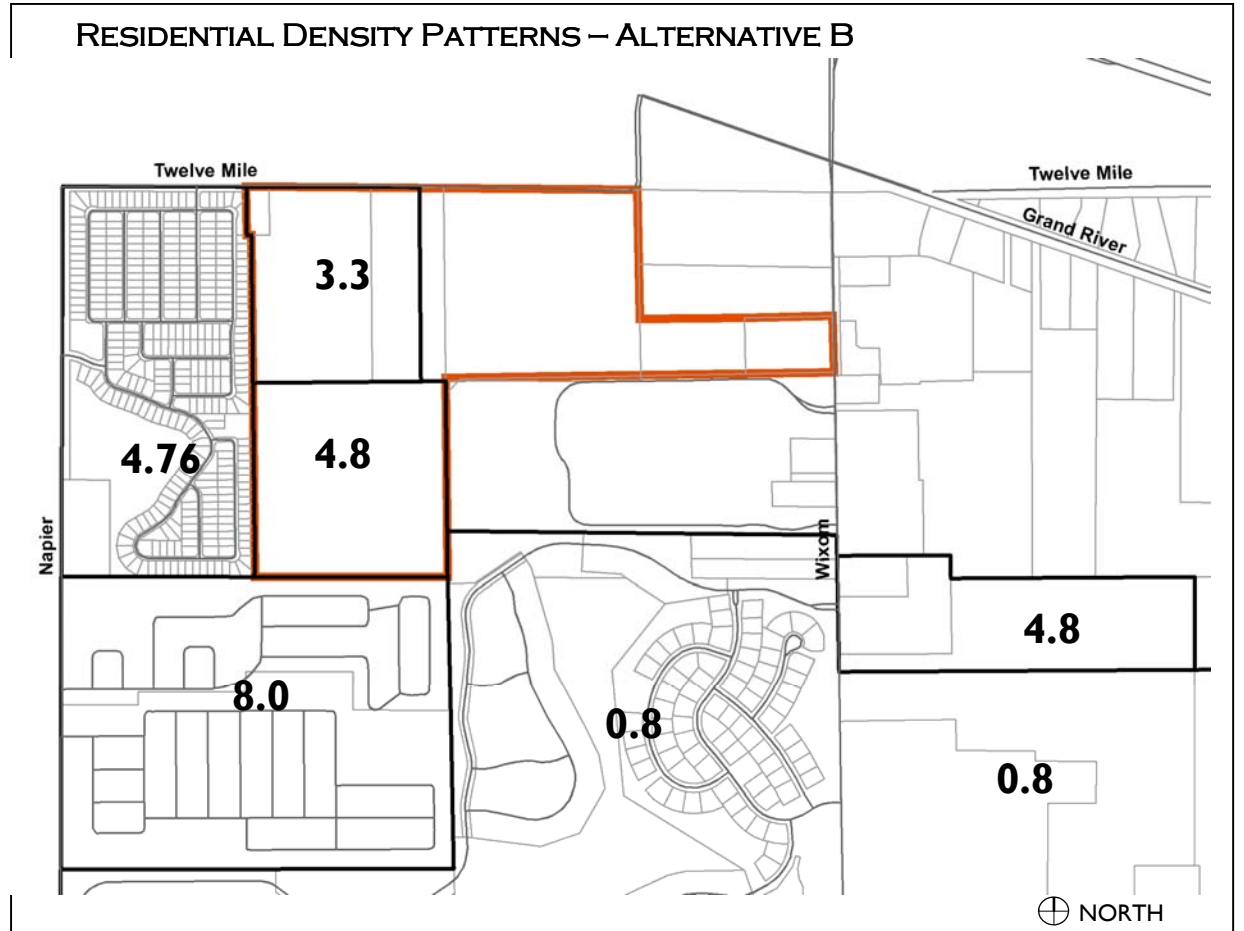 RESIDENTIAL DENSITY PATTERNS – ALTERNATIVE B
Twelve Mile
Twelve Mile
Grand River
3.3
4.76
4.8
Napier
Wixom
4.8
8.0
0.8
0.8
NORTH